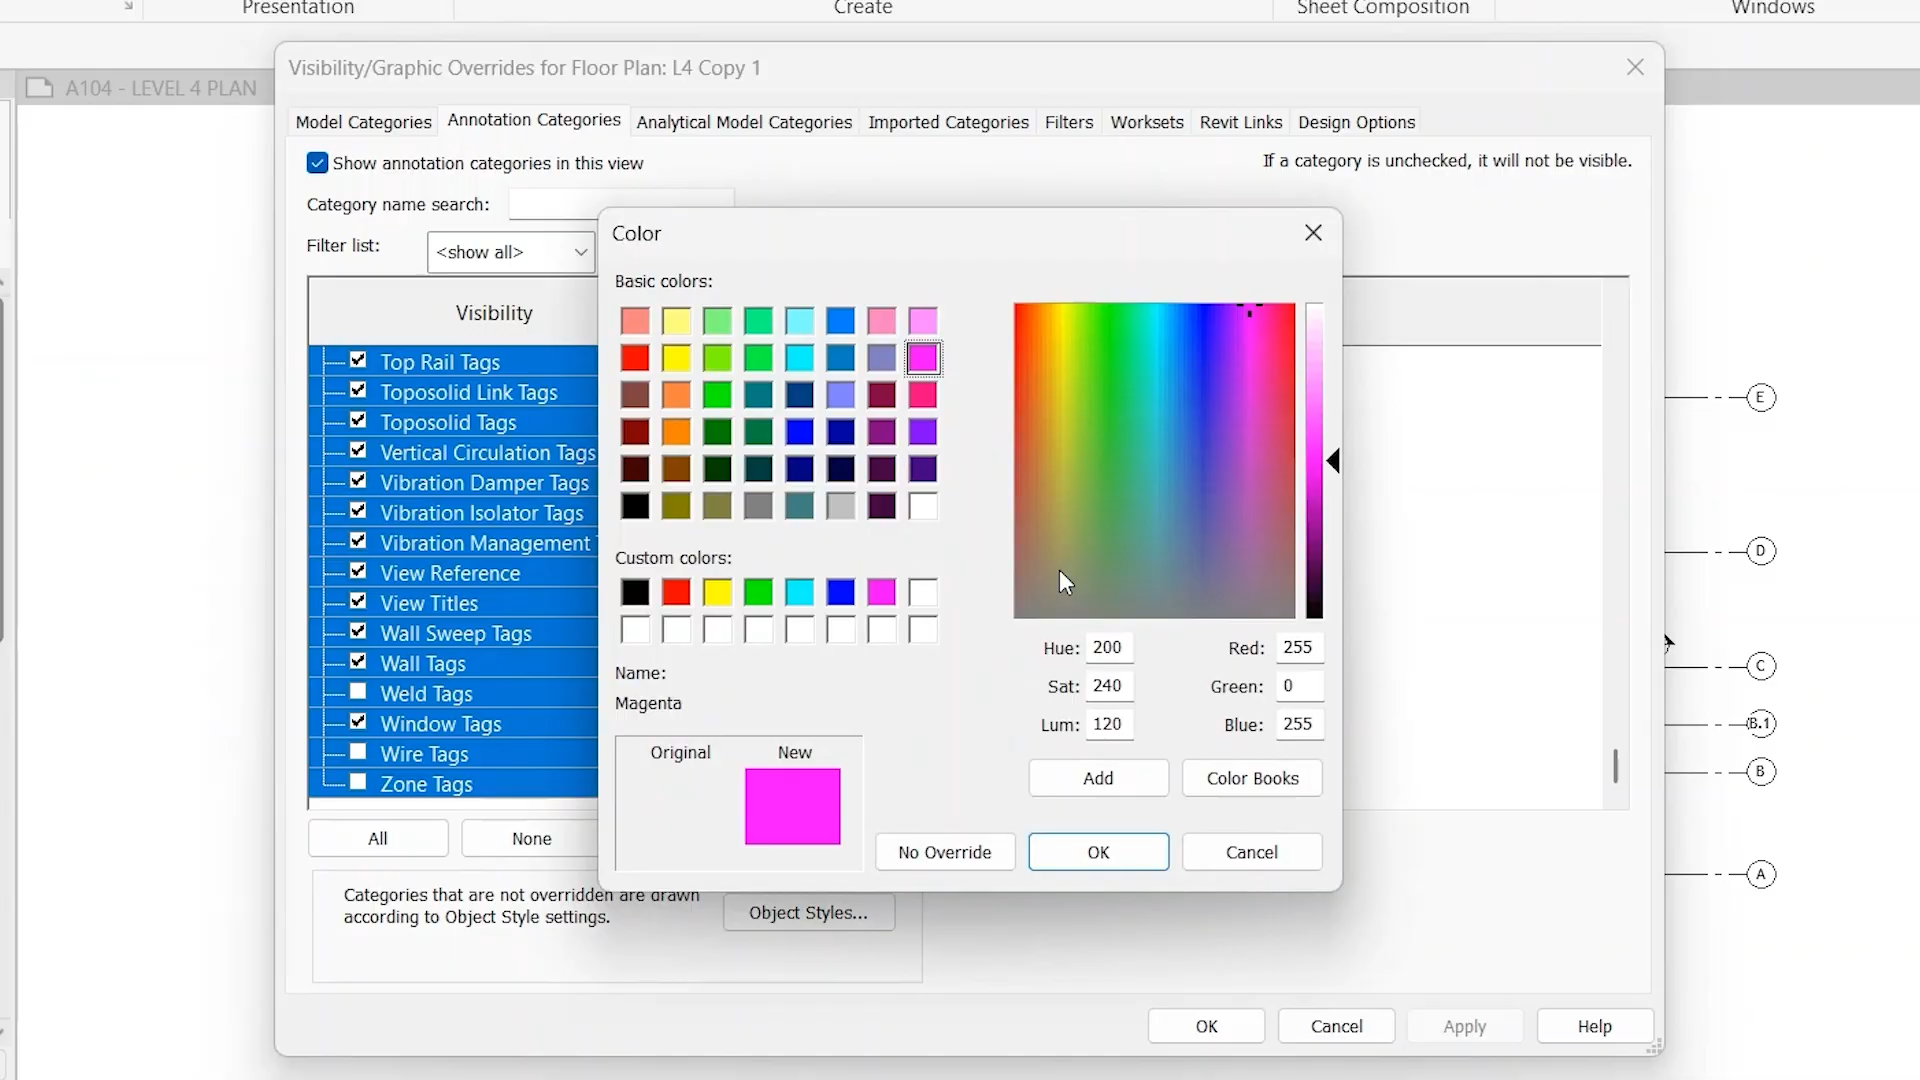 Presentation
Create
Sheet Composition
Windows
A104 - LEVEL 4 PLAN
Visibility/Graphic Overrides for Floor Plan: L4 Copy 1
Model Categories
Annotation Categories
Analytical Model Categories
Imported Categories
Filters
Worksets
Revit Links
Design Options
Show annotation categories in this view
If a category is unchecked, it will not be visible.
Category name search:
Filter list:
<show all>
Visibility
Top Rail Tags
Toposolid Link Tags
Toposolid Tags
Vertical Circulation Tags
Vibration Damper Tags
Vibration Isolator Tags
Vibration Management
View Reference
View Titles
Wall Sweep Tags
Wall Tags
Weld Tags
Window Tags
Wire Tags
Zone Tags
All
None
Categories that are not overridden are drawn
according to Object Style settings.
Object Styles...
OK
Cancel
Apply
Help
Color
Basic colors:
Custom colors:
Name:
Magenta
Original
New
Hue: 200
Red: 255
Sat: 240
Green: 0
Lum: 120
Blue: 255
Add
Color Books
No Override
OK
Cancel
E
D
C
B.1
B
A